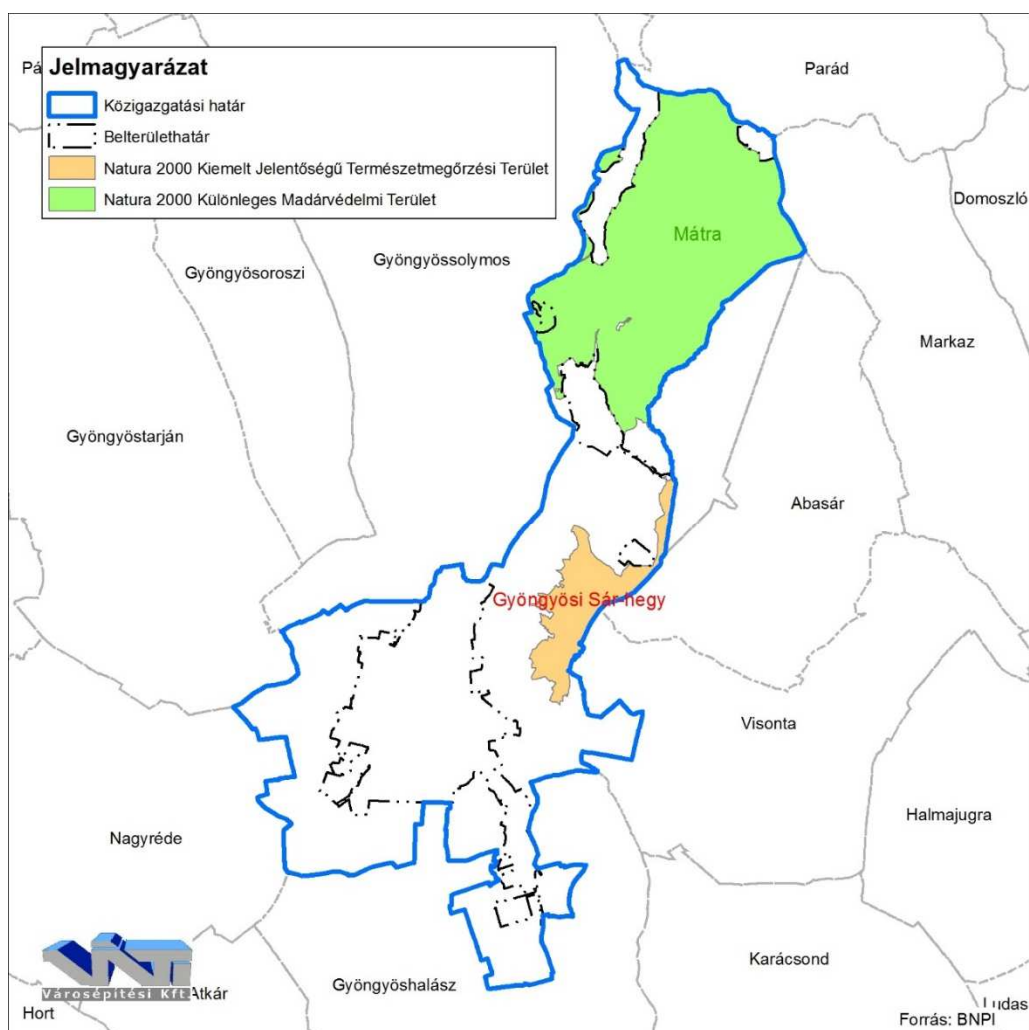 Jelmagyarázat
Közigazgatási határ
Belterülethatár
Natura 2000 Kiemelt Jelentőségű Természetmegőrzési Terület
Natura 2000 Különleges Madárvédelmi Terület
Pá
Parád
Domoszló
Mátra
Gyöngyössolymos
Gyöngyösoroszi
Markaz
Gyöngyöstarján
Abasár
Gyöngyösi Sár-hegy
Visonta
Halmajugra
Nagyréde
Karácsond
VÁTI
Városépítési Kft.
Atkár
Gyöngyöshalász
Ludas
Hort
Forrás: BNPI